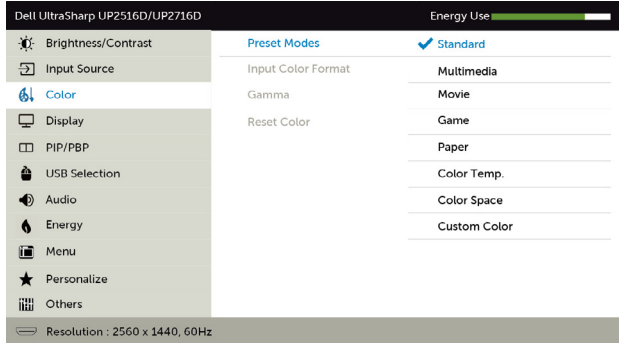 Dell UltraSharp UP2516D/UP2716D Energy Use
Brightness/Contrast Preset Modes Standard
Input Source Input Color Format Multimedia
Color Gamma Movie
Display Reset Color Game
PIP/PBP Paper
USB Selection Color Temp.
Audio Color Space
Energy Custom Color
Menu
Personalize
Others
Resolution : 2560 x 1440, 60Hz